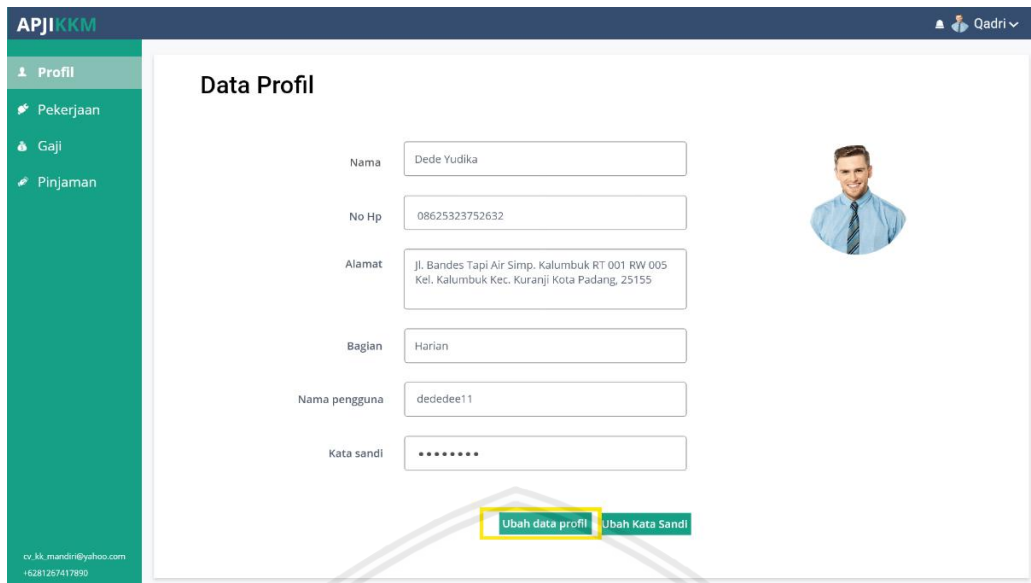 APJIKKM
Qadri
Profil
Pekerjaan
Gaji
Pinjaman
Data Profil
Nama
Dede Yudika
No Hp
08625323752632
Alamat
Jl. Bandes Tapi Air Simp. Kalumbuk RT 001 RW 005
Kel. Kalumbuk Kec. Kuranji Kota Padang, 25155
Bagian
Harian
Nama pengguna
dededee11
Kata sandi
••••••••
Ubah data profil
Ubah Kata Sandi
cv_kk_mandiri@yahoo.com
+6281267417890